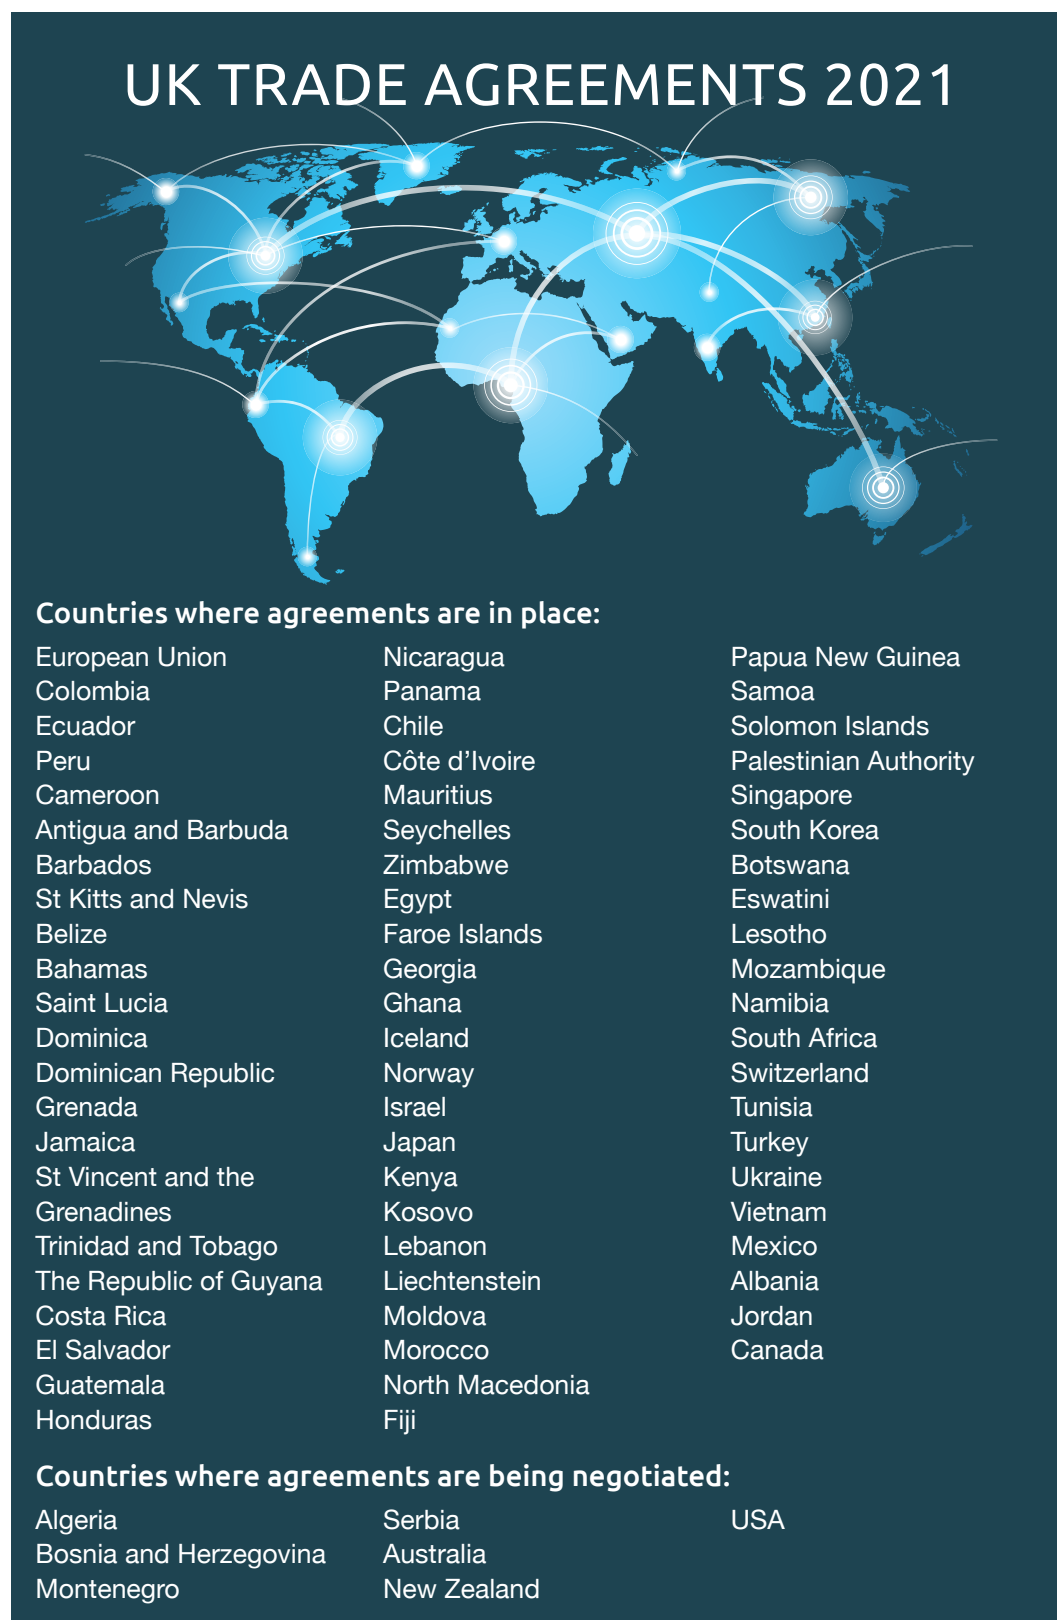 UK TRADE AGREEMENTS 2021
Countries where agreements are in place:
European Union
Colombia
Ecuador
Peru
Cameroon
Antigua and Barbuda
Barbados
St Kitts and Nevis
Belize
Bahamas
Saint Lucia
Dominica
Dominican Republic
Grenada
Jamaica
St Vincent and the
Grenadines
Trinidad and Tobago
The Republic of Guyana
Costa Rica
El Salvador
Guatemala
Honduras
Nicaragua
Panama
Chile
Côte d’Ivoire
Mauritius
Seychelles
Zimbabwe
Egypt
Faroe Islands
Georgia
Ghana
Iceland
Norway
Israel
Japan
Kenya
Kosovo
Lebanon
Liechtenstein
Moldova
Morocco
North Macedonia
Fiji
Papua New Guinea
Samoa
Solomon Islands
Palestinian Authority
Singapore
South Korea
Botswana
Eswatini
Lesotho
Mozambique
Namibia
South Africa
Switzerland
Tunisia
Turkey
Ukraine
Vietnam
Mexico
Albania
Jordan
Canada
Countries where agreements are being negotiated:
Algeria
Bosnia and Herzegovina
Montenegro
Serbia
Australia
New Zealand
USA